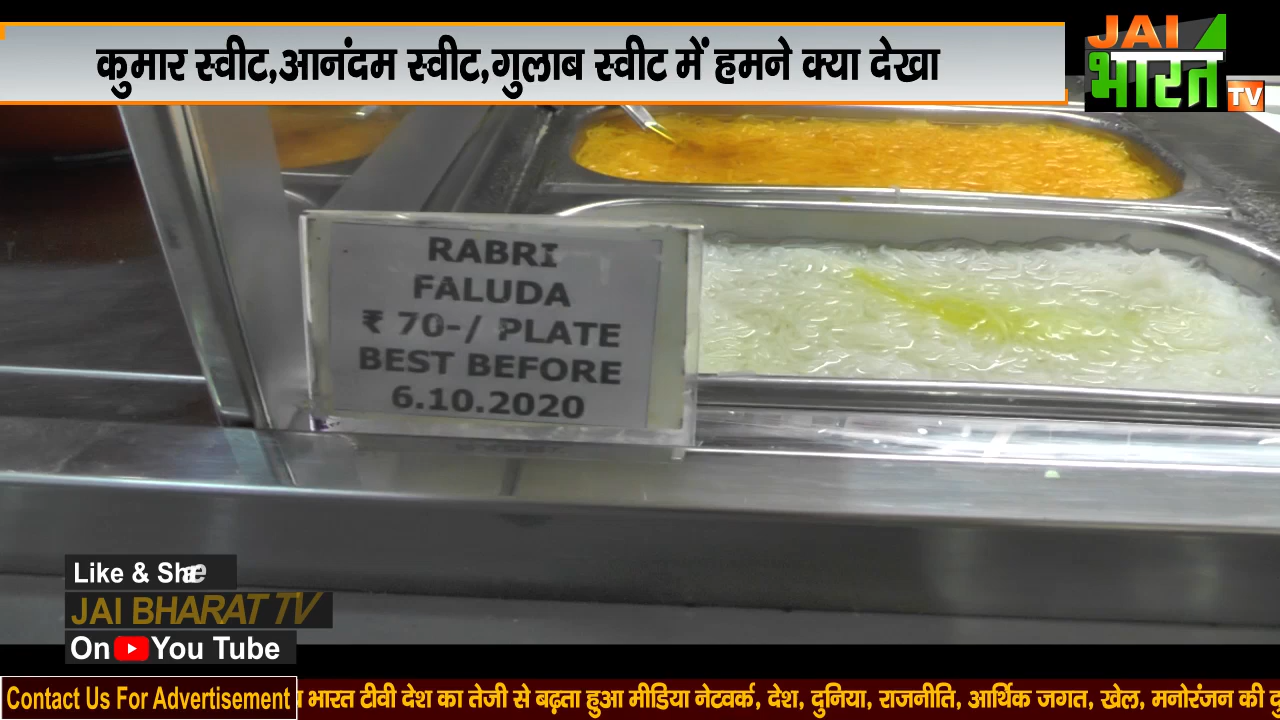 कुमार स्वीट,आनंदम स्वीट,गुलाब स्वीट में हमने क्या देखा
JAI
भारत
TV
RABRI
FALUDA
₹ 70-/ PLATE
BEST BEFORE
6.10.2020
Like & Share
JAI BHARAT TV
On You Tube
Contact Us For Advertisement
भारत टीवी देश का तेजी से बढ़ता हुआ मीडिया नेटवर्क, देश, दुनिया, राजनीति, आर्थिक जगत, खेल, मनोरंजन की